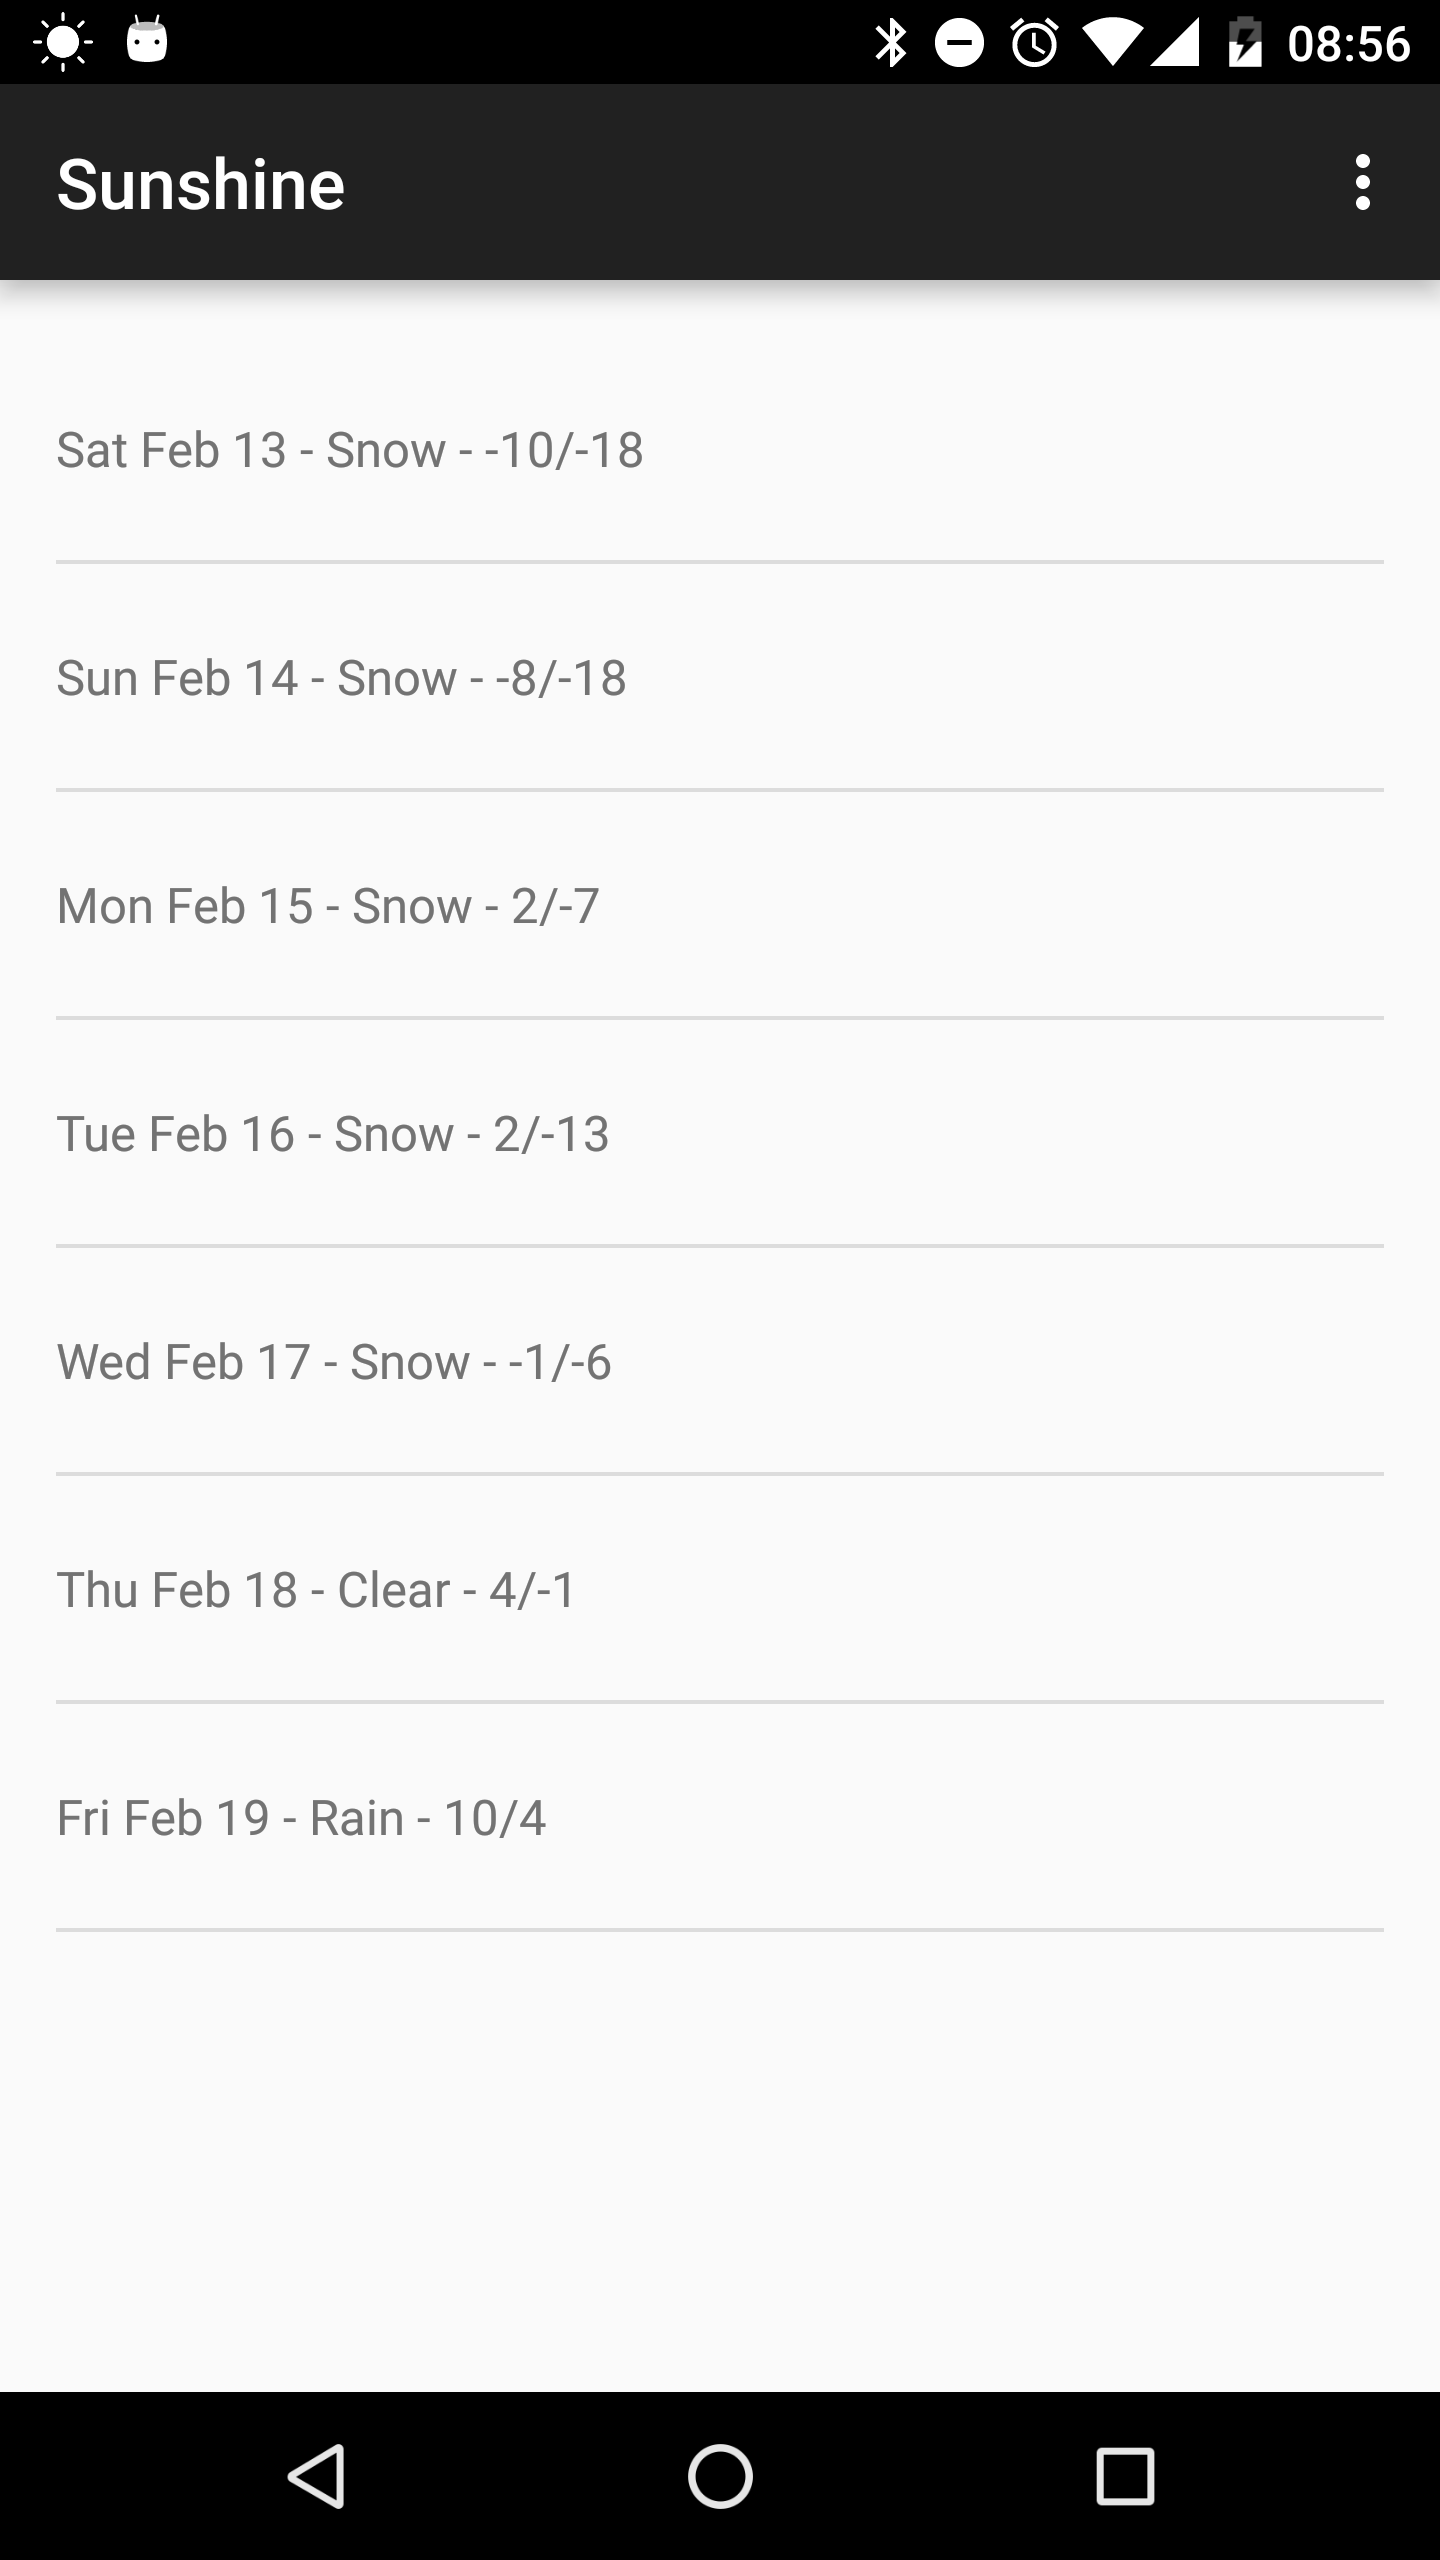 08:56
Sunshine
Sat Feb 13 - Snow - -10/-18
Sun Feb 14 - Snow - -8/-18
Mon Feb 15 - Snow - 2/-7
Tue Feb 16 - Snow - 2/-13
Wed Feb 17 - Snow - -1/-6
Thu Feb 18 - Clear - 4/-1
Fri Feb 19 - Rain - 10/4